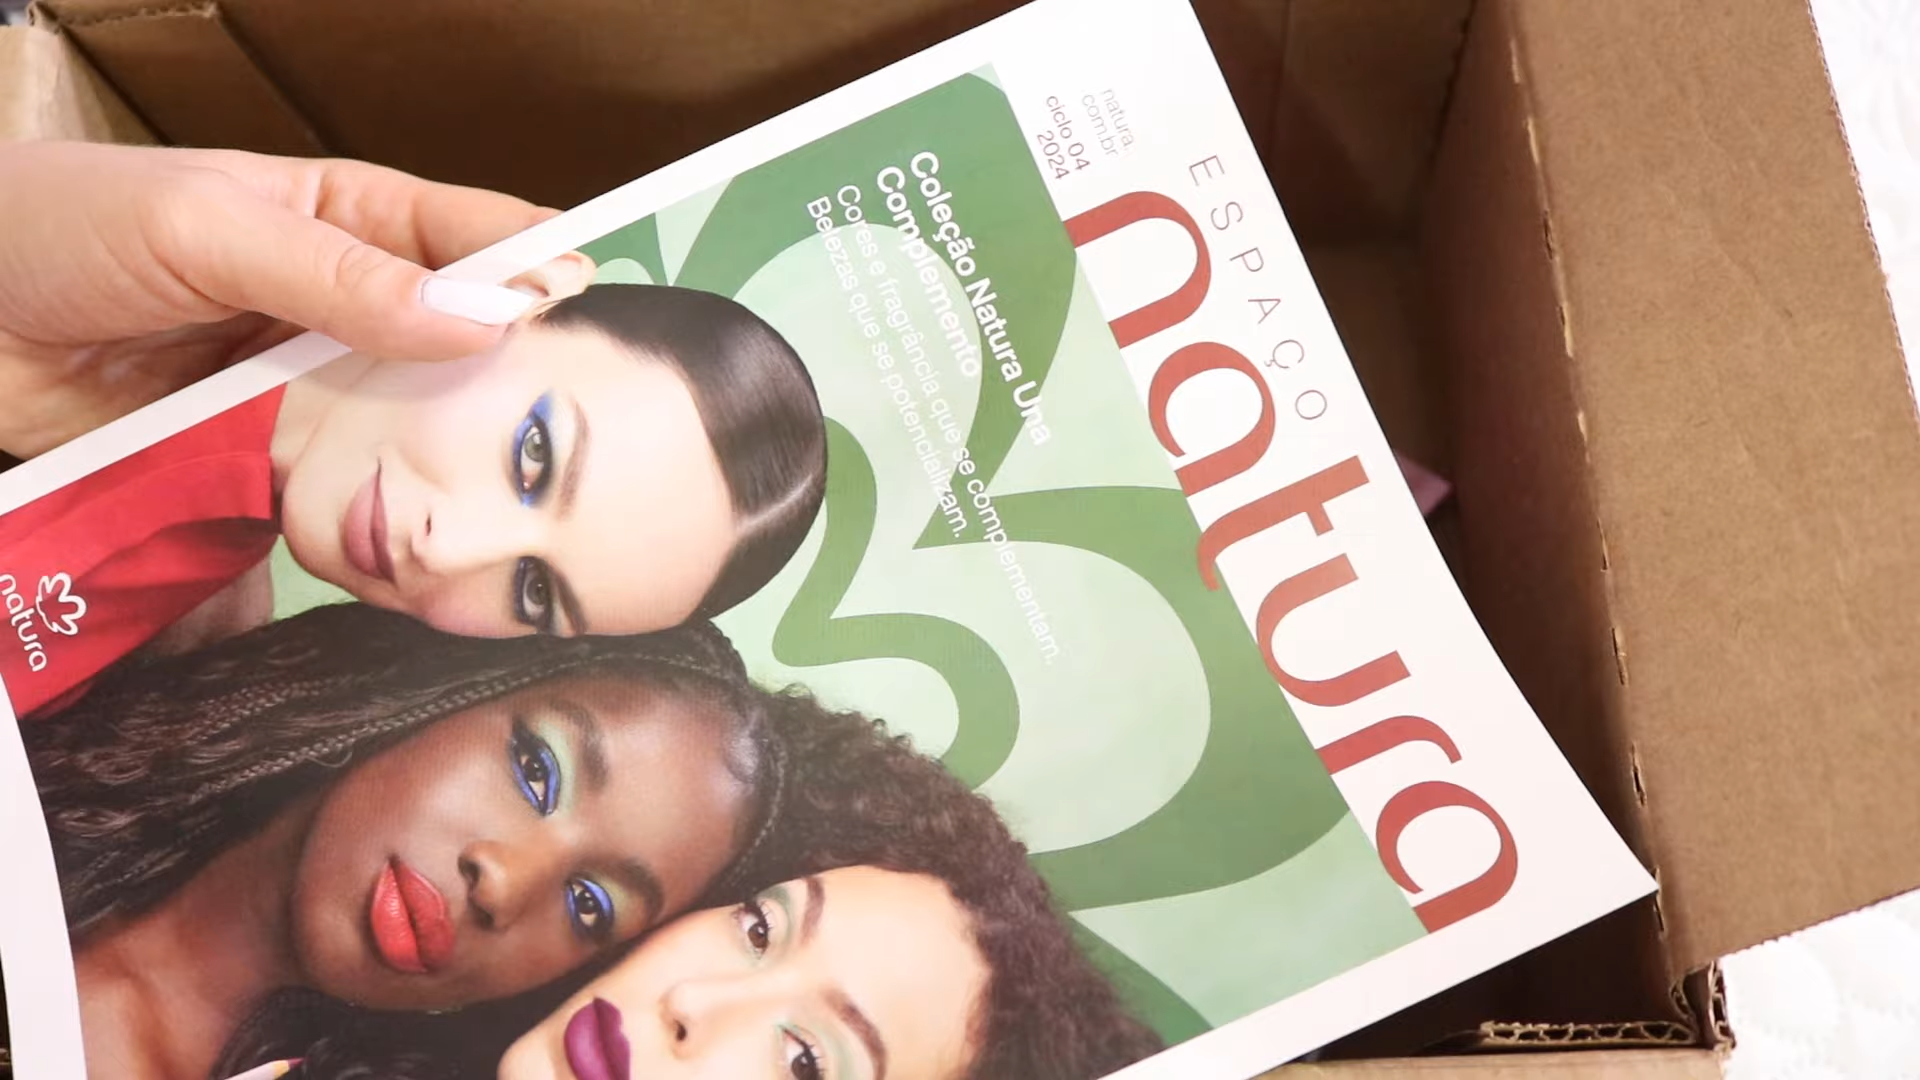 ESPAÇO
natura
natura.
com.br
ciclo 04
2024
Coleção Natura Una
Complemento
Cores e fragrância que se complementam.
Belezas que se potencializam.
natura